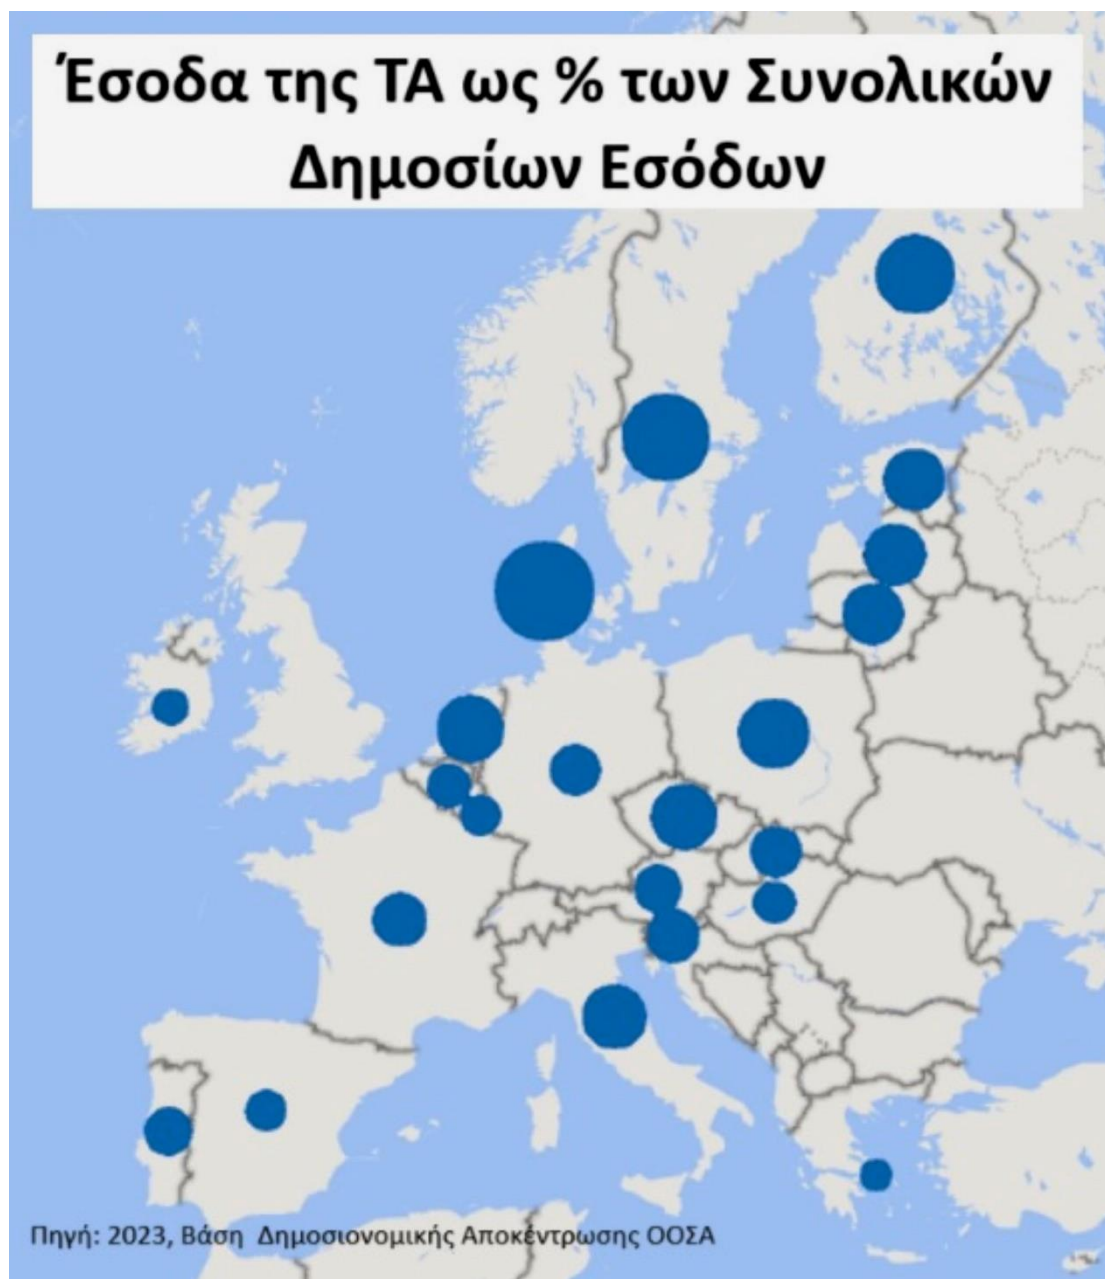 Έσοδα της ΤΑ ως % των Συνολικών
Δημοσίων Εσόδων
Πηγή: 2023, Βάση Δημοσιονομικής Αποκέντρωσης ΟΟΣΑ